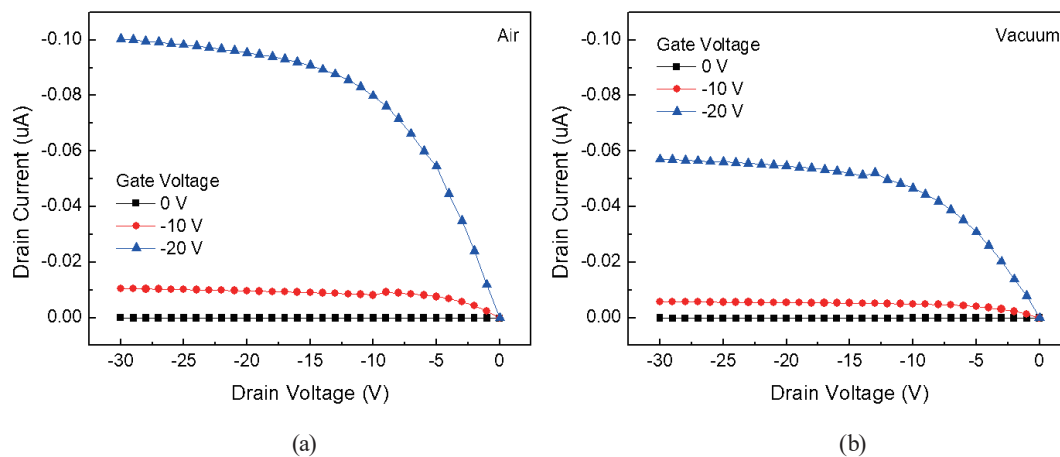 Air
-0.10
-0.08
-0.06
-0.04
-0.02
0.00
Drain Current (uA)
Gate Voltage
0 V
-10 V
-20 V
-30
-25
-20
-15
-10
-5
0
Drain Voltage (V)
(a)
Vacuum
-0.10
-0.08
-0.06
-0.04
-0.02
0.00
Drain Current (uA)
Gate Voltage
0 V
-10 V
-20 V
-30
-25
-20
-15
-10
-5
0
Drain Voltage (V)
(b)